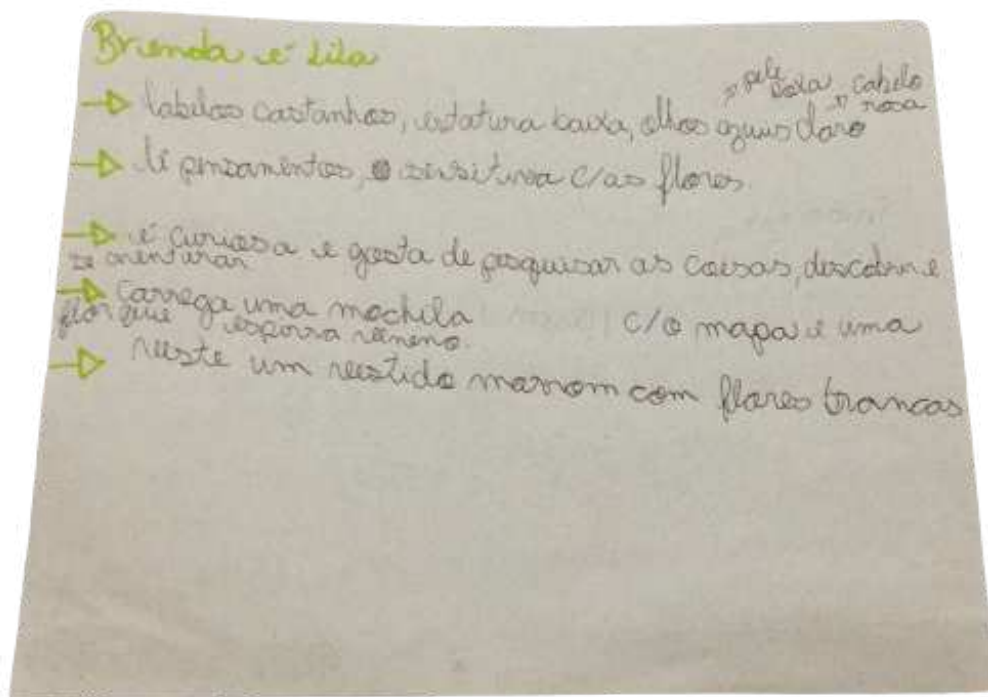 Brenda e Lila
pele roxa, cabelo
rosa
Cabelos castanhos, estatura baixa, olhos azuis claro
lê pensamentos, sensitiva c/as flores.
é curiosa e gosta de pesquisar as coisas, descobrir e
se aventurar
Carrega uma mochila c/o mapa e uma
flor que esporra veneno.
veste um vestido marrom com flores brancas